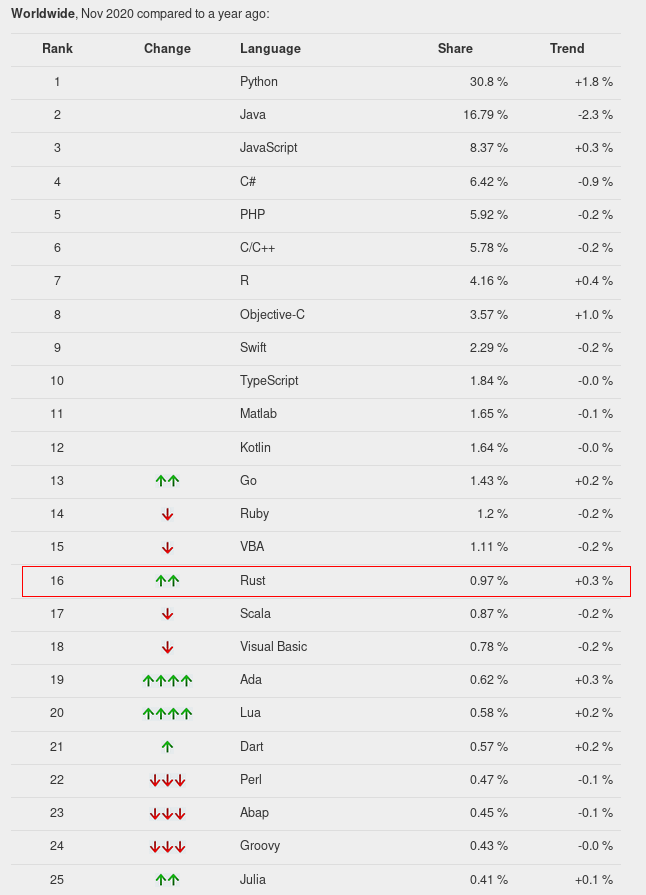 Worldwide, Nov 2020 compared to a year ago:
Rank Change Language Share Trend
1 Python 30.8 % +1.8 %
2 Java 16.79 % -2.3 %
3 JavaScript 8.37 % +0.3 %
4 C# 6.42 % -0.9 %
5 PHP 5.92 % -0.2 %
6 C/C++ 5.78 % -0.2 %
7 R 4.16 % +0.4 %
8 Objective-C 3.57 % +1.0 %
9 Swift 2.29 % -0.2 %
10 TypeScript 1.84 % -0.0 %
11 Matlab 1.65 % -0.1 %
12 Kotlin 1.64 % -0.0 %
13 ↑↑ Go 1.43 % +0.2 %
14 ↓ Ruby 1.2 % -0.2 %
15 ↓ VBA 1.11 % -0.2 %
16 ↑↑ Rust 0.97 % +0.3 %
17 ↓ Scala 0.87 % -0.2 %
18 ↓ Visual Basic 0.78 % -0.2 %
19 ↑↑↑↑ Ada 0.62 % +0.3 %
20 ↑↑↑↑ Lua 0.58 % +0.2 %
21 ↑ Dart 0.57 % +0.2 %
22 ↓↓↓ Perl 0.47 % -0.1 %
23 ↓↓↓ Abap 0.45 % -0.1 %
24 ↓↓↓ Groovy 0.43 % -0.0 %
25 ↑↑ Julia 0.41 % +0.1 %